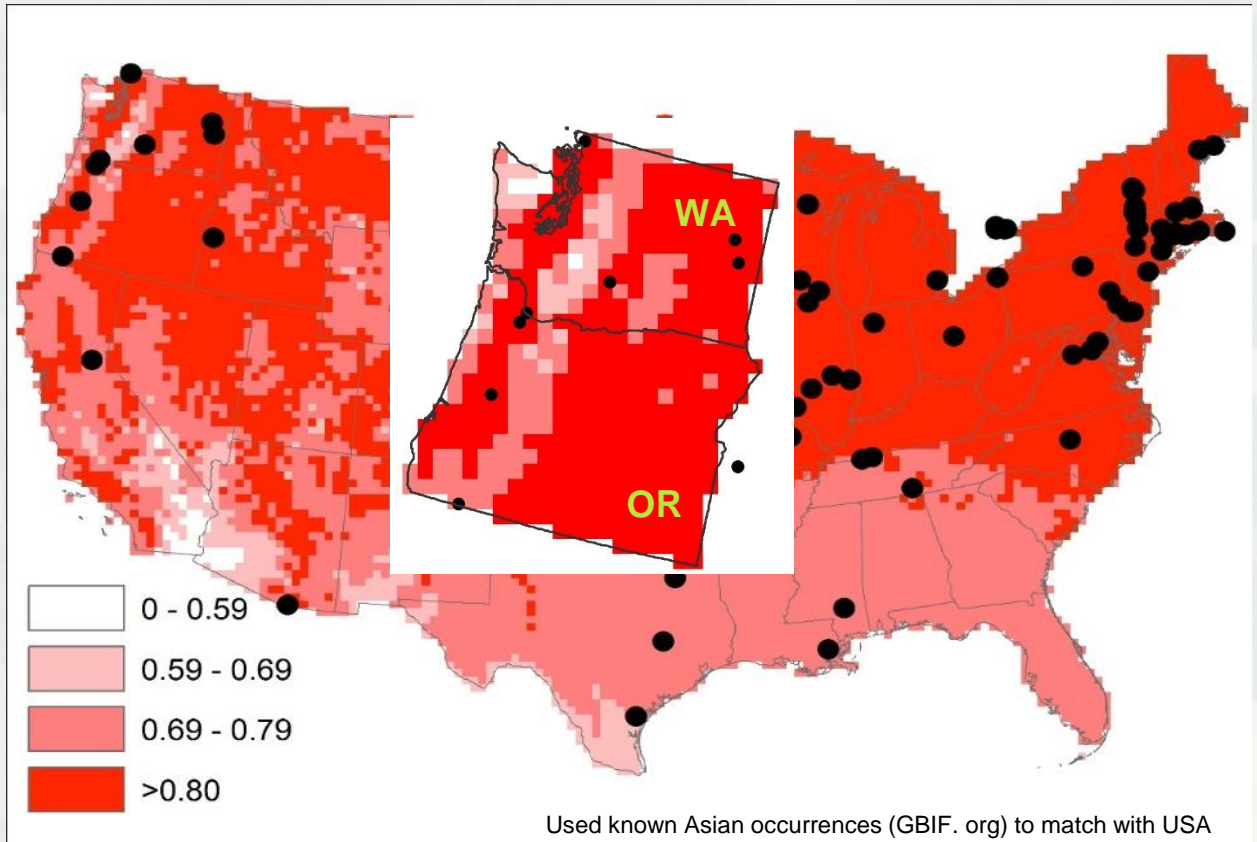 WA
OR
0 - 0.59
0.59 - 0.69
0.69 - 0.79
>0.80
Used known Asian occurrences (GBIF. org) to match with USA